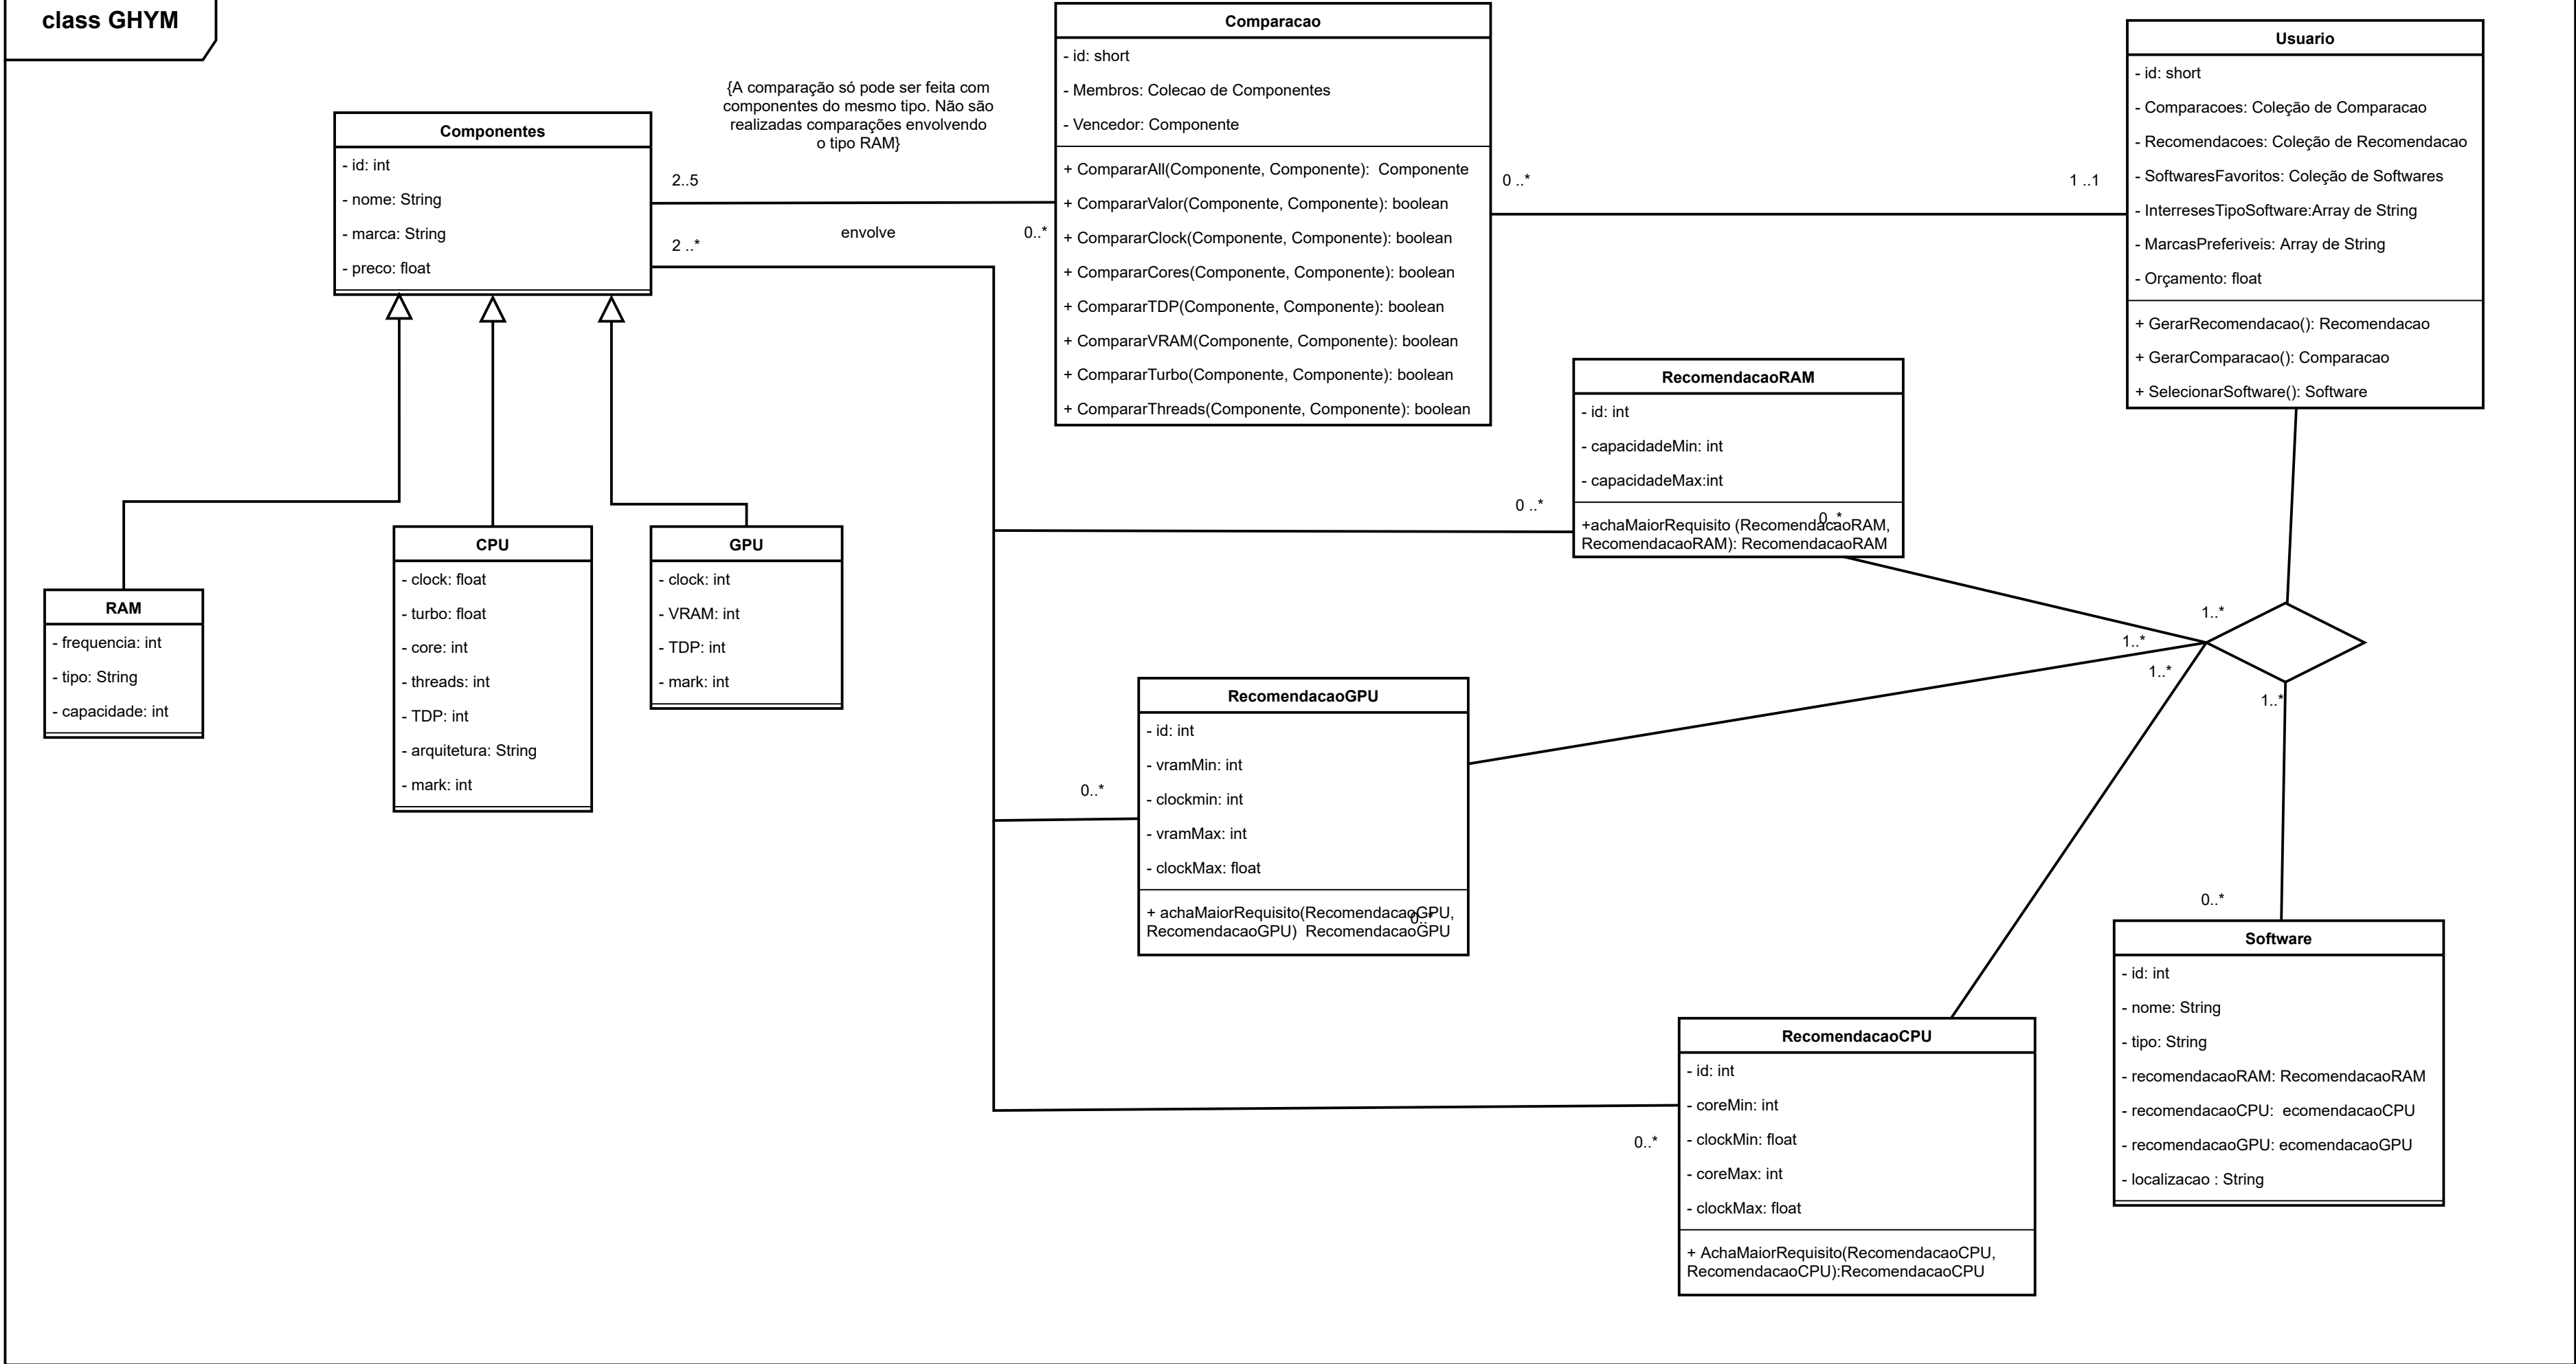 class GHYM
Comparacao
- id: short
- Membros: Colecao de Componentes
- Vencedor: Componente
+ CompararAll(Componente, Componente):  Componente
+ CompararValor(Componente, Componente): boolean
+ CompararClock(Componente, Componente): boolean
+ CompararCores(Componente, Componente): boolean
+ CompararTDP(Componente, Componente): boolean
+ CompararVRAM(Componente, Componente): boolean
+ CompararTurbo(Componente, Componente): boolean
+ CompararThreads(Componente, Componente): boolean
Usuario
- id: short
- Comparacoes: Coleção de Comparacao
- Recomendacoes: Coleção de Recomendacao
- SoftwaresFavoritos: Coleção de Softwares
- InterresesTipoSoftware:Array de String
- MarcasPreferiveis: Array de String
- Orçamento: float
+ GerarRecomendacao(): Recomendacao
+ GerarComparacao(): Comparacao
+ SelecionarSoftware(): Software
{A comparação só pode ser feita com
componentes do mesmo tipo. Não são
realizadas comparações envolvendo
o tipo RAM}
Componentes
- id: int
- nome: String
- marca: String
- preco: float
2..5
2 ..*
envolve
0..*
0 ..*
1 ..1
RecomendacaoRAM
- id: int
- capacidadeMin: int
- capacidadeMax:int
+achaMaiorRequisito (RecomendacaoRAM,
RecomendacaoRAM): RecomendacaoRAM
0..*
0 ..*
RAM
- frequencia: int
- tipo: String
- capacidade: int
CPU
- clock: float
- turbo: float
- core: int
- threads: int
- TDP: int
- arquitetura: String
- mark: int
GPU
- clock: int
- VRAM: int
- TDP: int
- mark: int
1..*
1..*
1..*
1..*
RecomendacaoGPU
- id: int
- vramMin: int
- clockmin: int
- vramMax: int
- clockMax: float
+ achaMaiorRequisito(RecomendacaoGPU,
RecomendacaoGPU)  RecomendacaoGPU
0..*
0..*
0..*
Software
- id: int
- nome: String
- tipo: String
- recomendacaoRAM: RecomendacaoRAM
- recomendacaoCPU:  ecomendacaoCPU
- recomendacaoGPU: ecomendacaoGPU
- localizacao : String
RecomendacaoCPU
- id: int
- coreMin: int
- clockMin: float
- coreMax: int
- clockMax: float
+ AchaMaiorRequisito(RecomendacaoCPU,
RecomendacaoCPU):RecomendacaoCPU
0..*